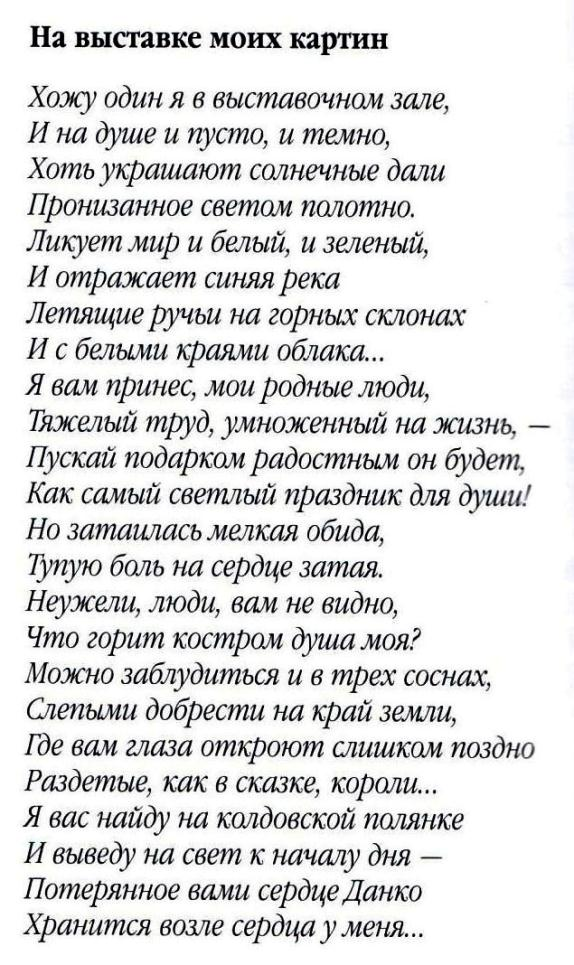 На выставке моих картин
Хожу один я в выставочном зале,
И на душе и пусто, и темно,
Хоть украшают солнечные дали
Пронизанное светом полотно.
Ликует мир и белый, и зеленый,
И отражает синяя река
Летящие ручьи на горных склонах
И с белыми краями облака...
Я вам принес, мои родные люди,
Тяжелый труд, умноженный на жизнь, —
Пускай подарком радостным он будет,
Как самый светлый праздник для души!
Но затаилась мелкая обида,
Тупую боль на сердце затая.
Неужели, люди, вам не видно,
Что горит костром душа моя?
Можно заблудиться и в трех соснах,
Слепыми добрести на край земли,
Где вам глаза откроют слишком поздно
Раздетые, как в сказке, короли...
Я вас найду на колдовской полянке
И выведу на свет к началу дня —
Потерянное вами сердце Данко
Хранится возле сердца у меня...